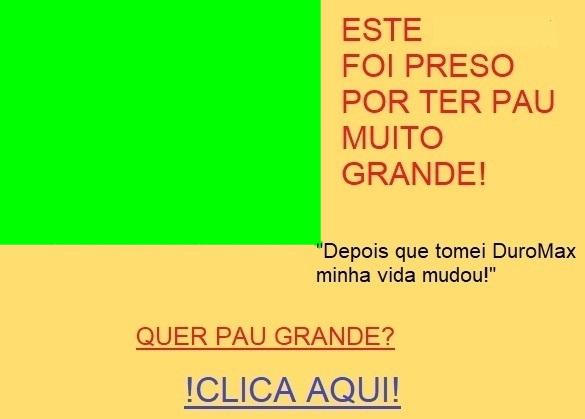 ESTE
FOI PRESO
POR TER PAU
MUITO
GRANDE!
"Depois que tomei DuroMax
minha vida mudou!"
QUER PAU GRANDE?
!CLICA AQUI!